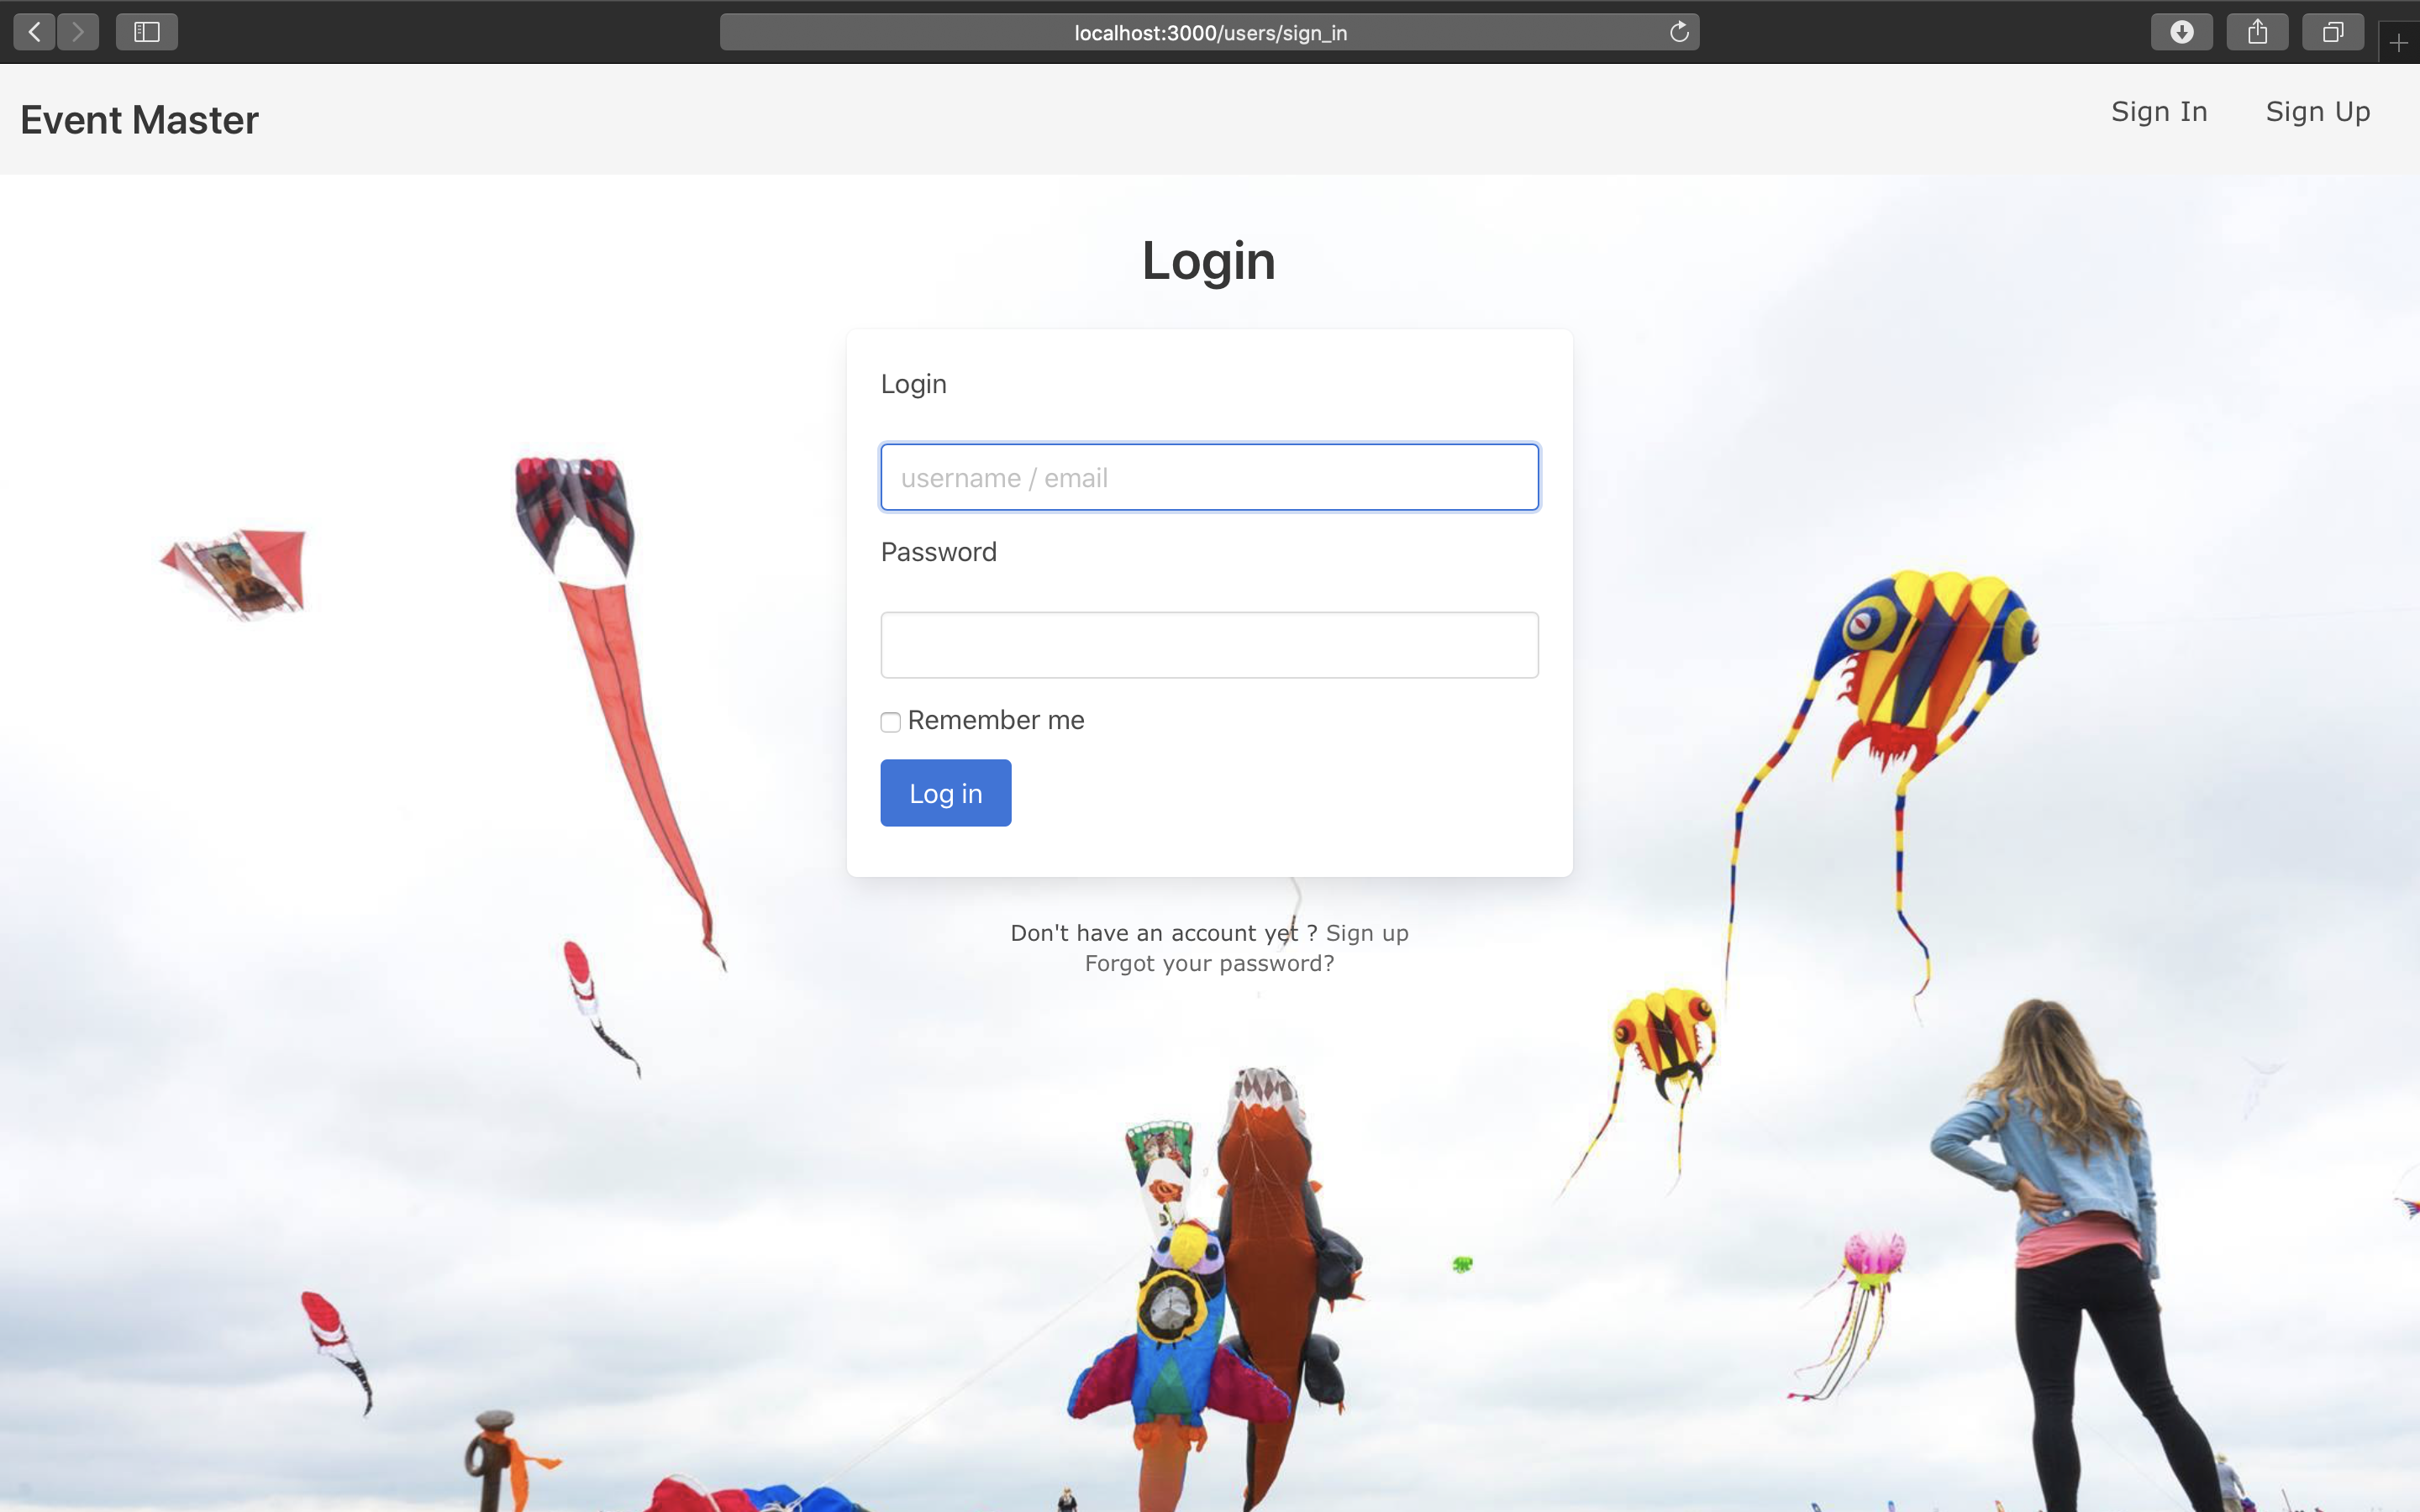 localhost:3000/users/sign_in
Event Master
Sign In
Sign Up
Login
Login
username / email
Password
Remember me
Log in
Don't have an account yet ? Sign up
Forgot your password?